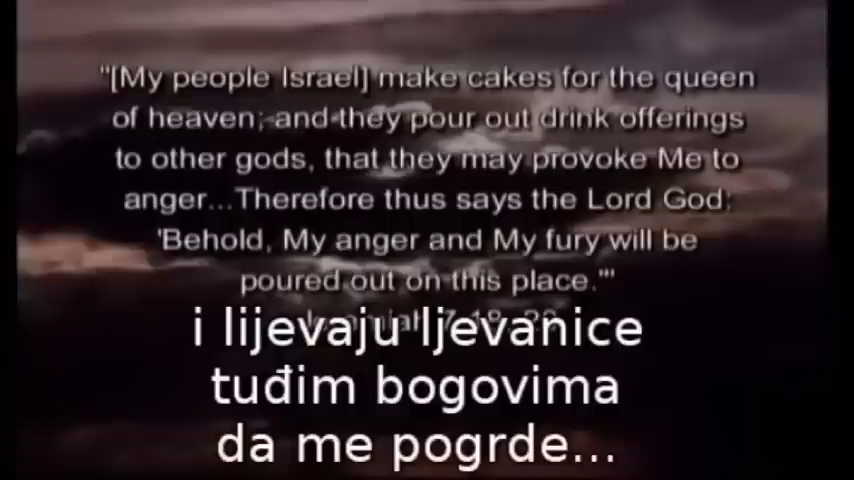 "[My people Israel] make cakes for the queen
of heaven; and they pour out drink offerings
to other gods, that they may provoke Me to
anger...Therefore thus says the Lord God:
'Behold, My anger and My fury will be
poured out on this place.'"
i lijevaju ljevanice
tuđim bogovima
da me pogrde...